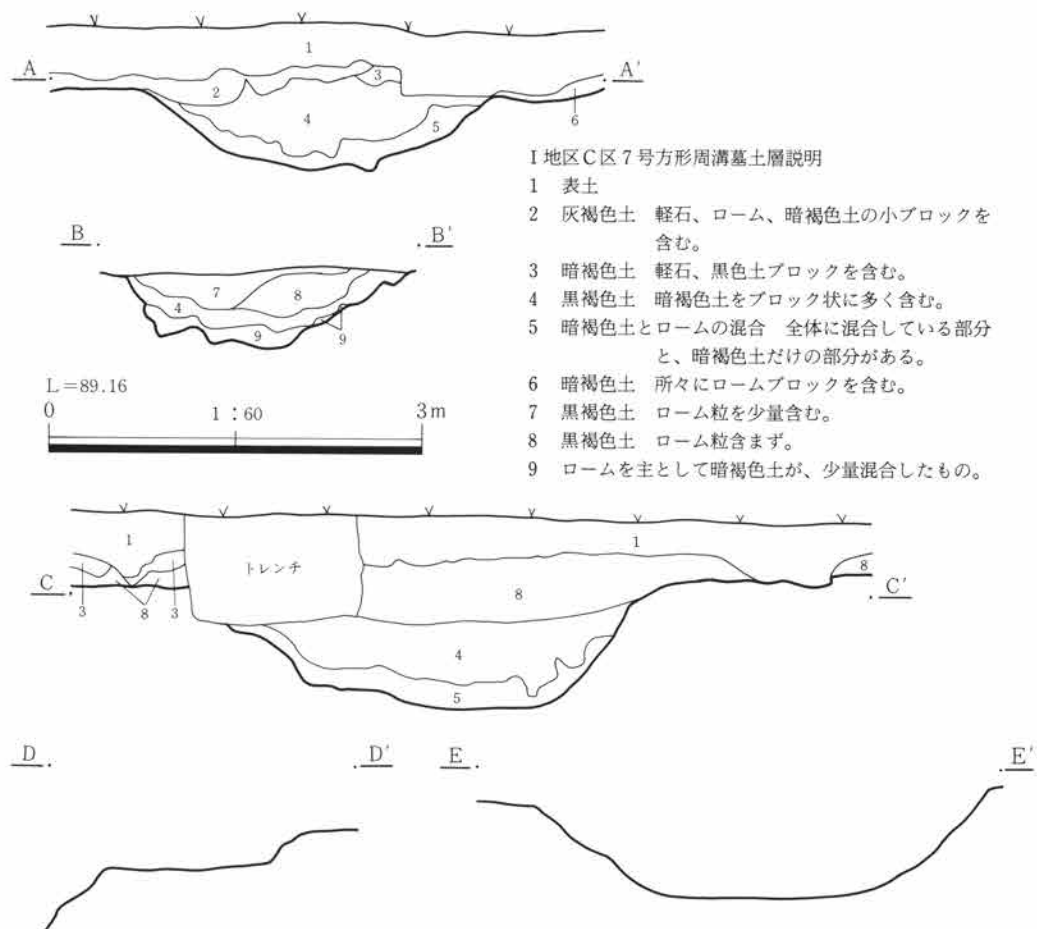 1
A A'
2 3 4 5 6
I地区C区7号方形周溝墓土層説明
1 表土
2 灰褐色土 軽石、ローム、暗褐色土の小ブロックを
含む。
3 暗褐色土 軽石、黒色土ブロックを含む。
4 黒褐色土 暗褐色土をブロック状に多く含む。
5 暗褐色土とロームの混合 全体に混合している部分
と、暗褐色土だけの部分がある。
6 暗褐色土 所々にロームブロックを含む。
7 黒褐色土 ローム粒を少量含む。
8 黒褐色土 ローム粒含まず。
9 ロームを主として暗褐色土が、少量混合したもの。
B B'
7 8
4 9 9
L=89.16
0 1:60 3m
1 1
トレンチ
8
C C'
3 8 3 8
4
5
D D' E E'